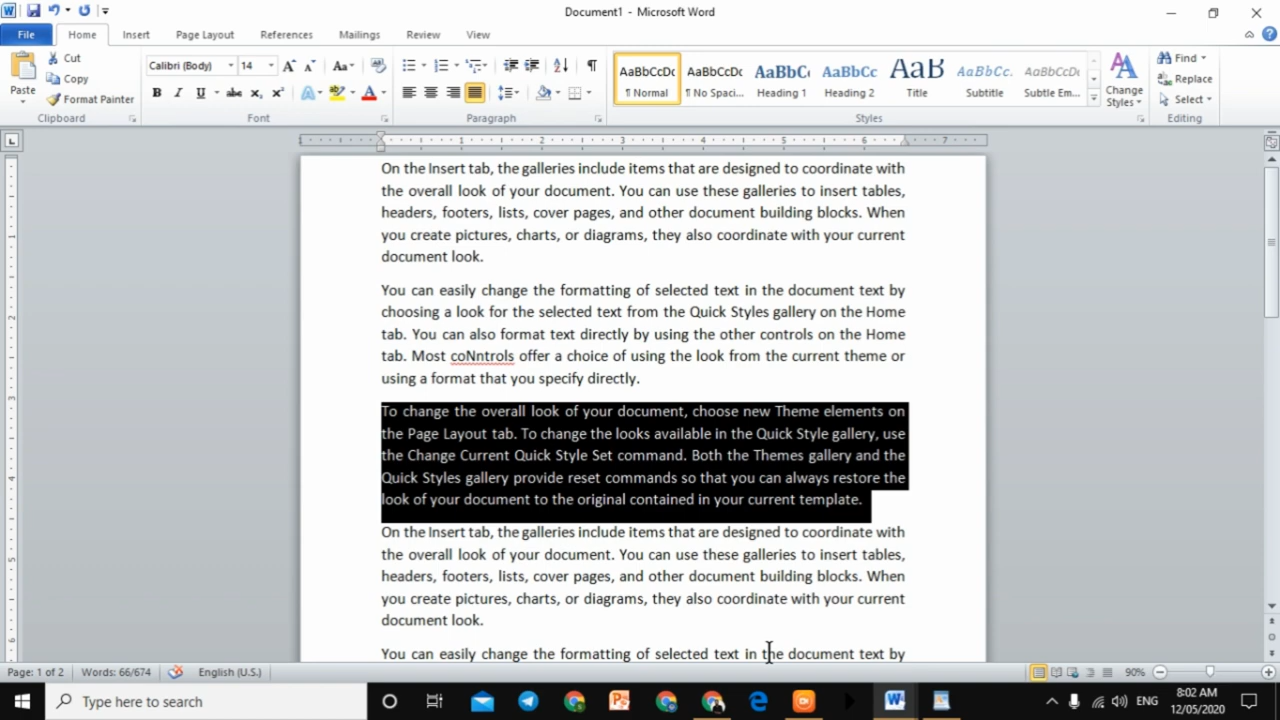 Document1 - Microsoft Word
File Home Insert Page Layout References Mailings Review View
Cut
Copy
Format Painter
Paste
Clipboard
Calibri (Body) 14
Font
Paragraph
AaBbCcDc AaBbCcDc AaBbC AaBbCc AaB AaBbCc. AaBbCcDc
¶ Normal ¶ No Spaci... Heading 1 Heading 2 Title Subtitle Subtle Em...
Change
Styles
Styles
Find
Replace
Select
Editing
On the Insert tab, the galleries include items that are designed to coordinate with
the overall look of your document. You can use these galleries to insert tables,
headers, footers, lists, cover pages, and other document building blocks. When
you create pictures, charts, or diagrams, they also coordinate with your current
document look.
You can easily change the formatting of selected text in the document text by
choosing a look for the selected text from the Quick Styles gallery on the Home
tab. You can also format text directly by using the other controls on the Home
tab. Most coNntrols offer a choice of using the look from the current theme or
using a format that you specify directly.
To change the overall look of your document, choose new Theme elements on
the Page Layout tab. To change the looks available in the Quick Style gallery, use
the Change Current Quick Style Set command. Both the Themes gallery and the
Quick Styles gallery provide reset commands so that you can always restore the
look of your document to the original contained in your current template.
On the Insert tab, the galleries include items that are designed to coordinate with
the overall look of your document. You can use these galleries to insert tables,
headers, footers, lists, cover pages, and other document building blocks. When
you create pictures, charts, or diagrams, they also coordinate with your current
document look.
You can easily change the formatting of selected text in the document text by
Page: 1 of 2 Words: 66/674 English (U.S.) 90%
Type here to search
ENG
8:02 AM
12/05/2020